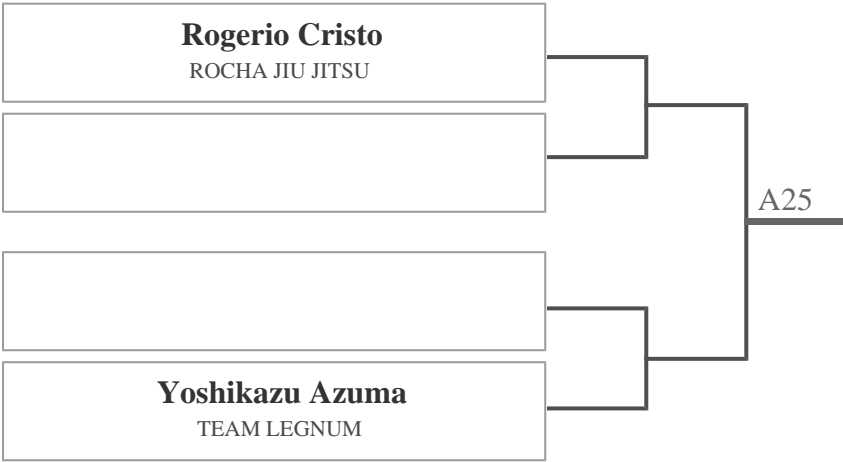 Rogerio Cristo
ROCHA JIU JITSU
A25
Yoshikazu Azuma
TEAM LEGNUM